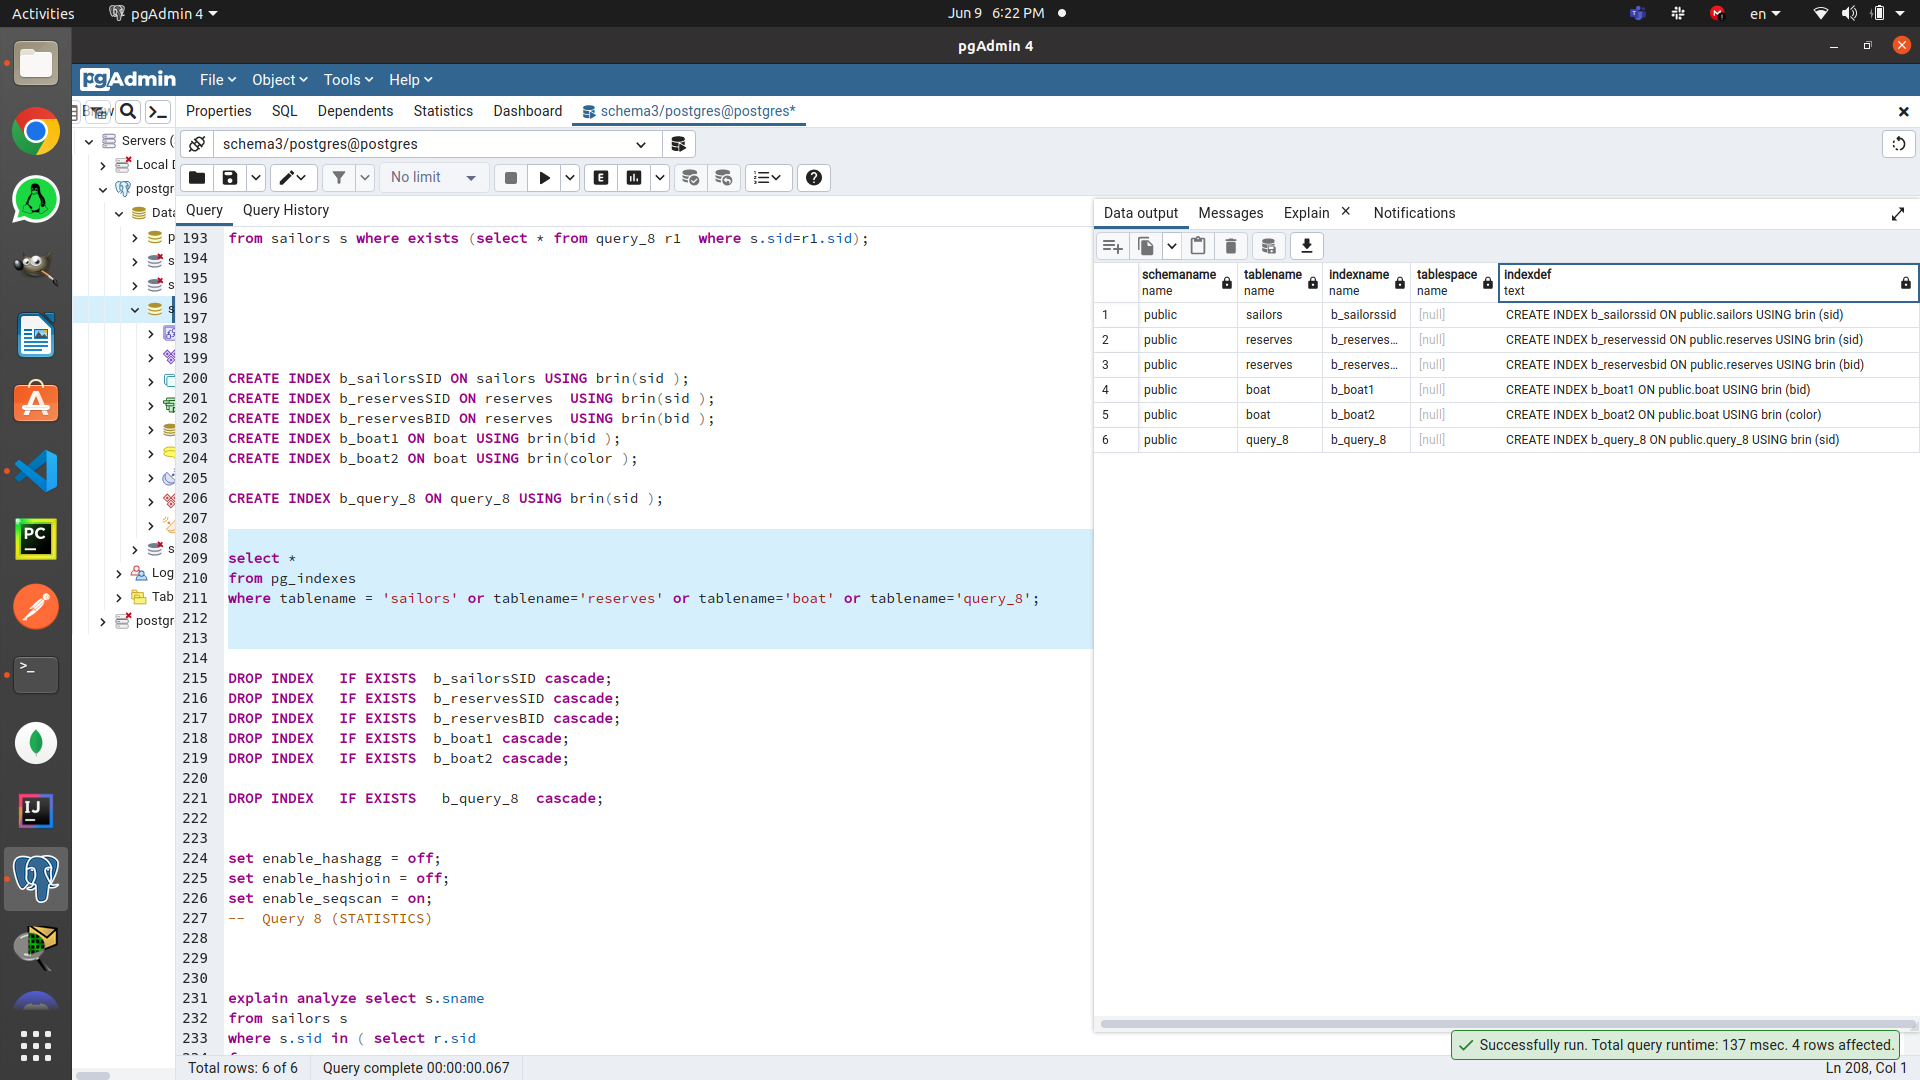 Activities
pgAdmin 4
Jun 9 6:22 PM
en
pgAdmin 4
pgAdmin
File
Object
Tools
Help
Properties
SQL
Dependents
Statistics
Dashboard
schema3/postgres@postgres*
Servers (
Local D
postgr
Data
p
s
s
s
s
Log
Tab
postgr
schema3/postgres@postgres
No limit
E
Query
Query History
193 from sailors s where exists (select * from query_8 r1  where s.sid=r1.sid);
194
195
196
197
198
199
200 CREATE INDEX b_sailorsSID ON sailors USING brin(sid );
201 CREATE INDEX b_reservesSID ON reserves  USING brin(sid );
202 CREATE INDEX b_reservesBID ON reserves  USING brin(bid );
203 CREATE INDEX b_boat1 ON boat USING brin(bid );
204 CREATE INDEX b_boat2 ON boat USING brin(color );
205
206 CREATE INDEX b_query_8 ON query_8 USING brin(sid );
207
208
209 select *
210 from pg_indexes
211 where tablename = 'sailors' or tablename='reserves' or tablename='boat' or tablename='query_8';
212
213
214
215 DROP INDEX   IF EXISTS  b_sailorsSID cascade;
216 DROP INDEX   IF EXISTS  b_reservesSID cascade;
217 DROP INDEX   IF EXISTS  b_reservesBID cascade;
218 DROP INDEX   IF EXISTS  b_boat1 cascade;
219 DROP INDEX   IF EXISTS  b_boat2 cascade;
220
221 DROP INDEX   IF EXISTS   b_query_8  cascade;
222
223
224 set enable_hashagg = off;
225 set enable_hashjoin = off;
226 set enable_seqscan = on;
227 --  Query 8 (STATISTICS)
228
229
230
231 explain analyze select s.sname
232 from sailors s
233 where s.sid in ( select r.sid
Data output
Messages
Explain
Notifications
schemaname name
tablename name
indexname name
tablespace name
indexdef text
1 public sailors b_sailorssid [null] CREATE INDEX b_sailorssid ON public.sailors USING brin (sid)
2 public reserves b_reserves... [null] CREATE INDEX b_reservessid ON public.reserves USING brin (sid)
3 public reserves b_reserves... [null] CREATE INDEX b_reservesbid ON public.reserves USING brin (bid)
4 public boat b_boat1 [null] CREATE INDEX b_boat1 ON public.boat USING brin (bid)
5 public boat b_boat2 [null] CREATE INDEX b_boat2 ON public.boat USING brin (color)
6 public query_8 b_query_8 [null] CREATE INDEX b_query_8 ON public.query_8 USING brin (sid)
Successfully run. Total query runtime: 137 msec. 4 rows affected.
Total rows: 6 of 6
Query complete 00:00:00.067
Ln 208, Col 1
PC
IJ